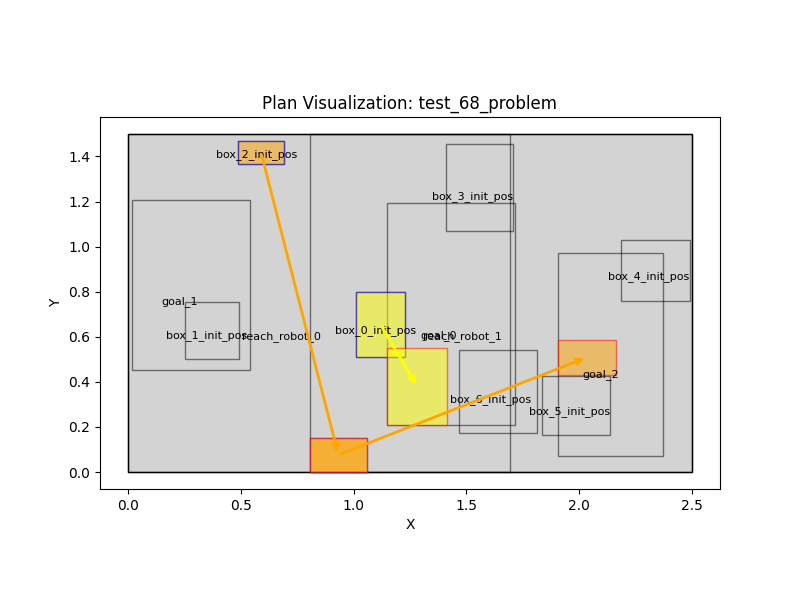 Plan Visualization: test_68_problem
Y
1.4
1.2
1.0
0.8
0.6
0.4
0.2
0.0
box_2_init_pos
box_3_init_pos
box_4_init_pos
goal_1
box_1_init_pos
reach_robot_0
box_0_init_pos
goal_0
reach_robot_1
goal_2
box_6_init_pos
box_5_init_pos
0.0
0.5
1.0
1.5
2.0
2.5
X